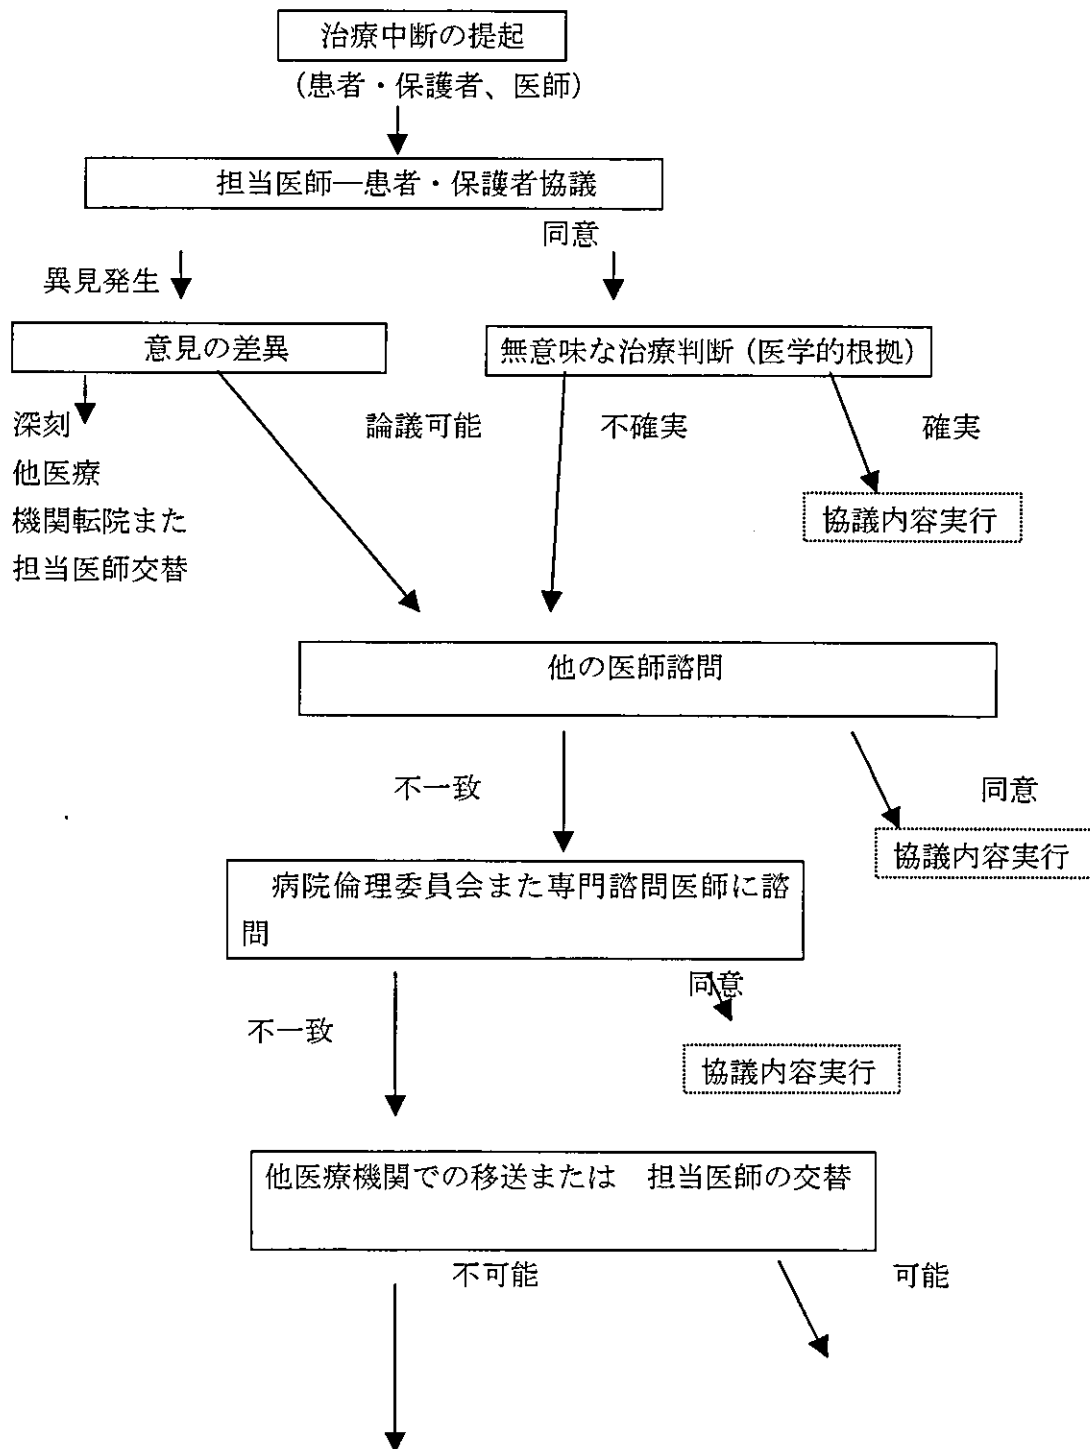 治療中断の提起
（患者・保護者、医師）
担当医師―患者・保護者協議
同意
異見発生
意見の差異
無意味な治療判断（医学的根拠）
深刻
論議可能
不確実
確実
他医療
機関転院また
担当医師交替
協議内容実行
他の医師諮問
不一致
同意
協議内容実行
病院倫理委員会また専門諮問医師に諮
問
同意
不一致
協議内容実行
他医療機関での移送または　担当医師の交替
不可能
可能